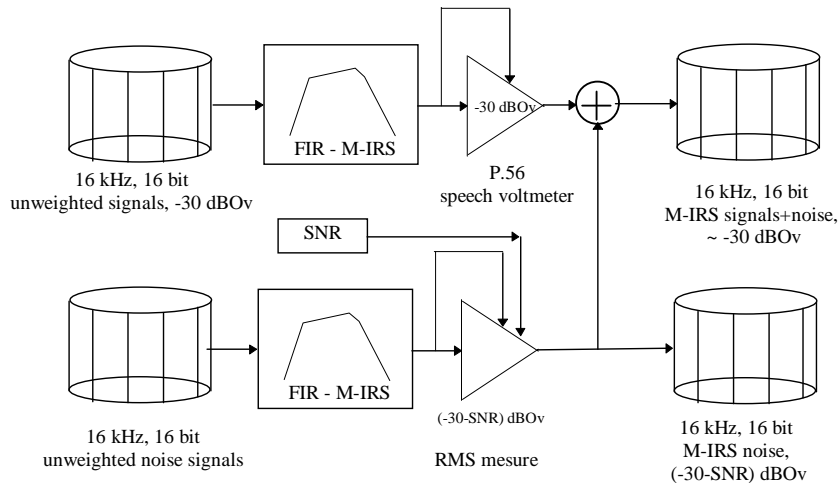 -30 dBOv
FIR - M-IRS
16 kHz, 16 bit
unweighted signals, -30 dBOv
P.56
speech voltmeter
16 kHz, 16 bit
M-IRS signals+noise,
~ -30 dBOv
SNR
FIR - M-IRS
(-30-SNR) dBOv
16 kHz, 16 bit
unweighted noise signals
RMS mesure
16 kHz, 16 bit
M-IRS noise,
(-30-SNR) dBOv